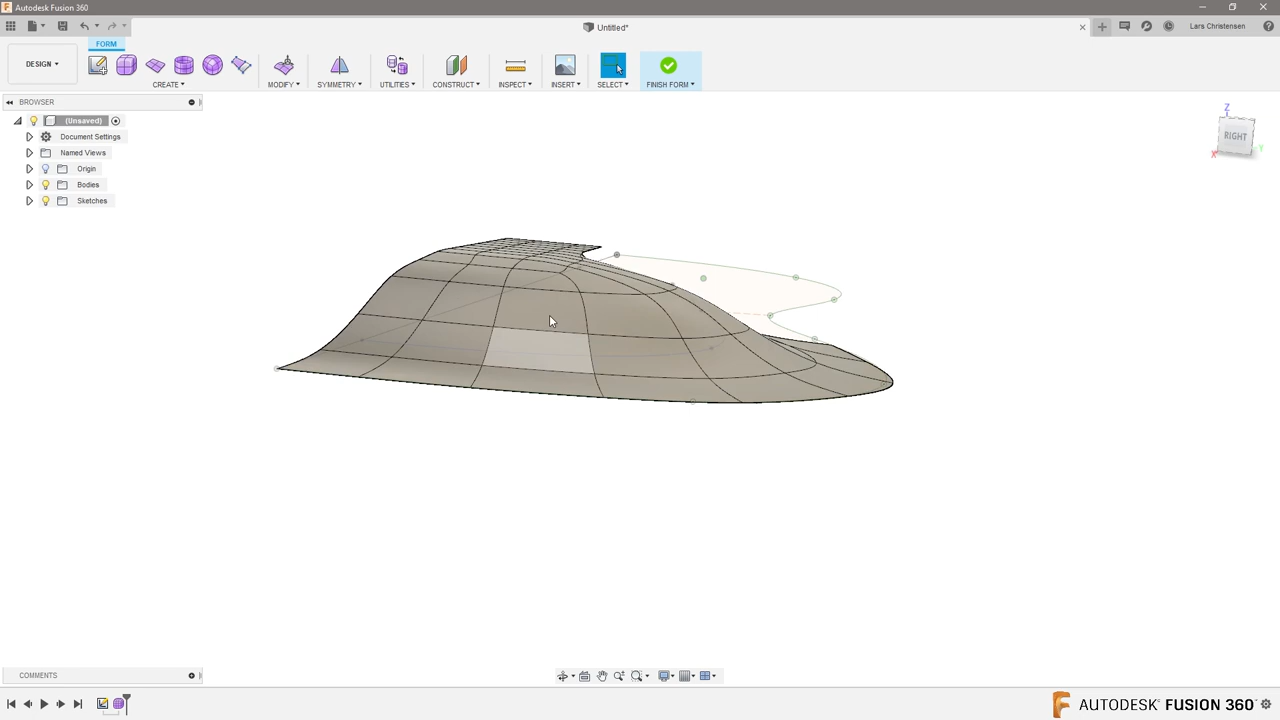 Autodesk Fusion 360
Untitled*
Lars Christensen
FORM
DESIGN
CREATE
MODIFY
SYMMETRY
UTILITIES
CONSTRUCT
INSPECT
INSERT
SELECT
FINISH FORM
BROWSER
(Unsaved)
Document Settings
Named Views
Origin
Bodies
Sketches
Z
RIGHT
X
Y
COMMENTS
AUTODESK® FUSION 360™